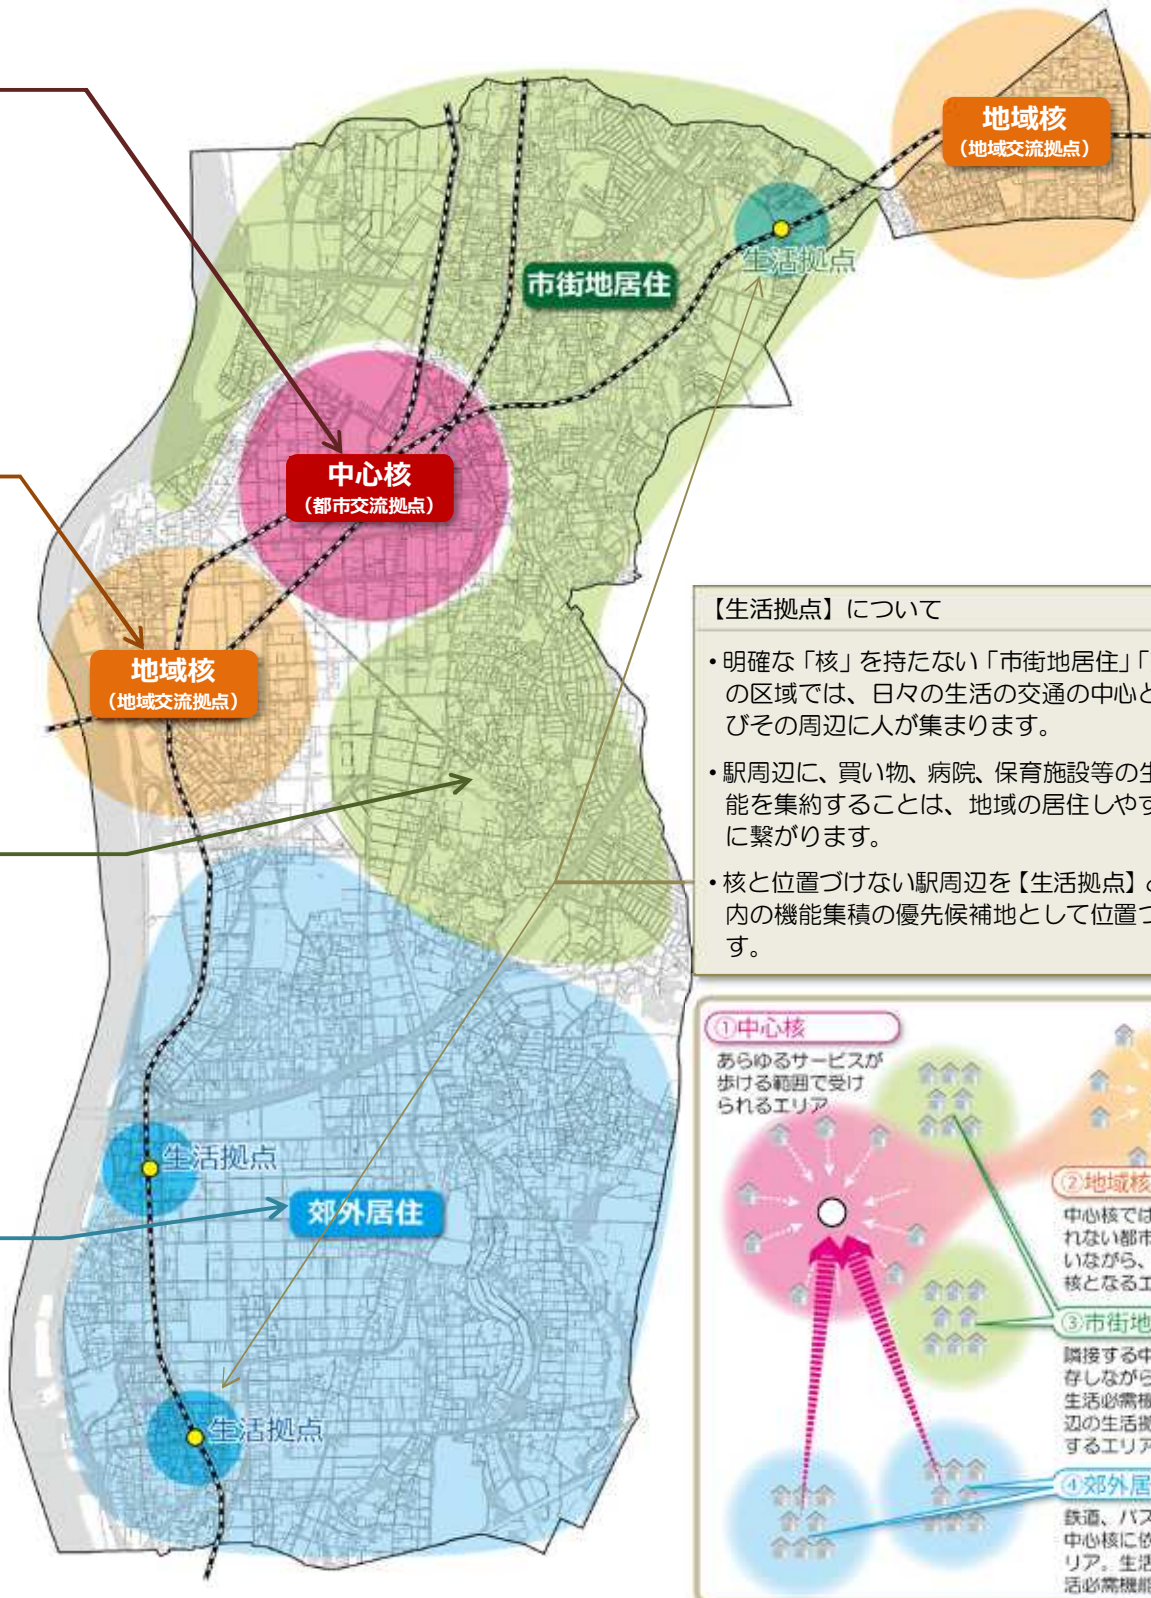 地域核
（地域交流拠点）
生活拠点
市街地居住
中心核
（都市交流拠点）
地域核
（地域交流拠点）
【生活拠点】について
・明確な「核」を持たない「市街地居住」「
の区域では、日々の生活の交通の中心と
びその周辺に人が集まります。
・駅周辺に、買い物、病院、保育施設等の生
能を集約することは、地域の居住しやす
に繋がります。
・核と位置づけない駅周辺を【生活拠点】と
内の機能集積の優先候補地として位置づ
す。
生活拠点
郊外居住
生活拠点
①中心核
あらゆるサービスが
歩ける範囲で受け
られるエリア
②地域核
中心核では
れない都市
いながら、
核となるエ
③市街地
隣接する中
存しながら
生活必需機
辺の生活拠
するエリア
④郊外居
鉄道、バス
中心核に依
リア。生活
活必需機能